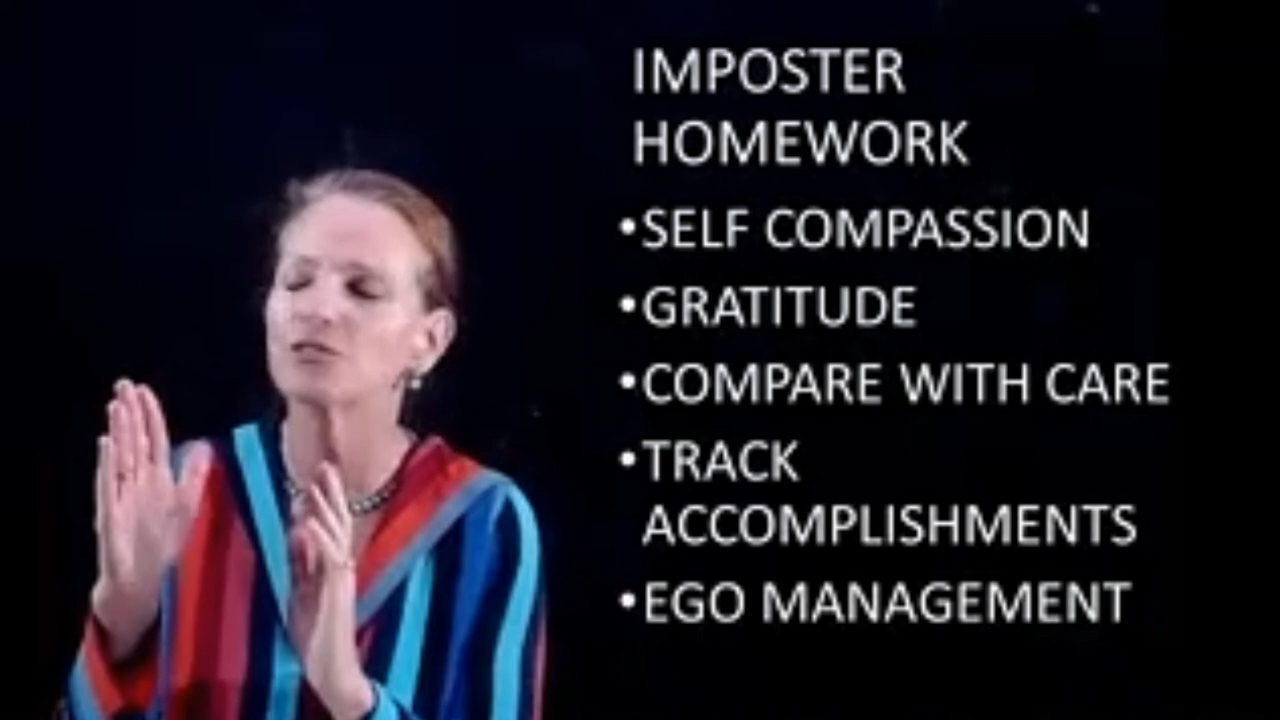 IMPOSTER
HOMEWORK
•SELF COMPASSION
•GRATITUDE
•COMPARE WITH CARE
•TRACK
ACCOMPLISHMENTS
•EGO MANAGEMENT